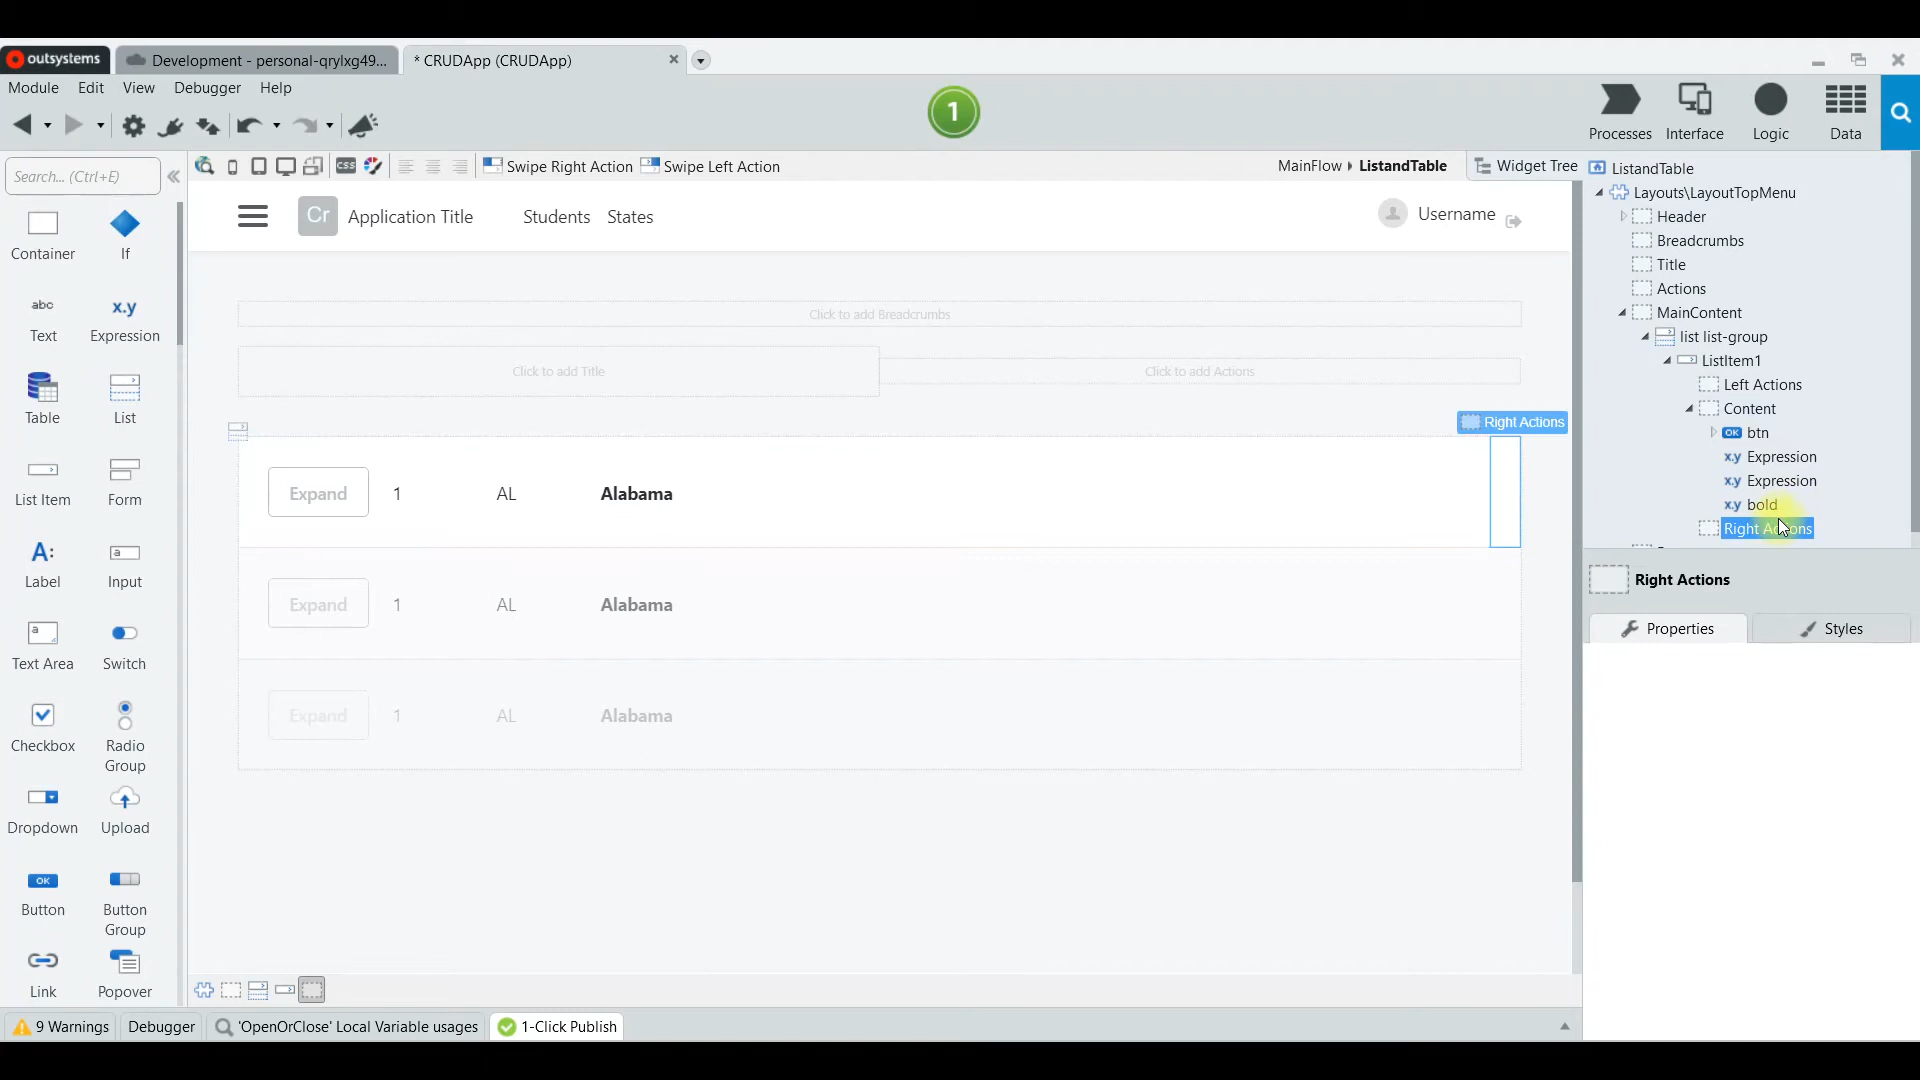 outsystems
Development - personal-qrylxg49...
* CRUDApp (CRUDApp)
Module Edit View Debugger Help
1
Processes Interface Logic Data
Search... (Ctrl+E)
CSS
Swipe Right Action Swipe Left Action
MainFlow ListandTable
Widget Tree
ListandTable
Layouts\LayoutTopMenu
Header
Breadcrumbs
Title
Actions
MainContent
list list-group
ListItem1
Left Actions
Content
OK btn
x.y Expression
x.y Expression
x.y bold
Right Actions
Right Actions
Properties Styles
Container If
abc x.y
Text Expression
Table List
List Item Form
A: a
Label Input
a
Text Area Switch
Checkbox Radio
Group
Dropdown Upload
OK
Button Button
Group
Link Popover
Cr Application Title Students States
Username
Click to add Breadcrumbs
Click to add Title Click to add Actions
Right Actions
Expand 1 AL Alabama
Expand 1 AL Alabama
Expand 1 AL Alabama
9 Warnings Debugger 'OpenOrClose' Local Variable usages 1-Click Publish